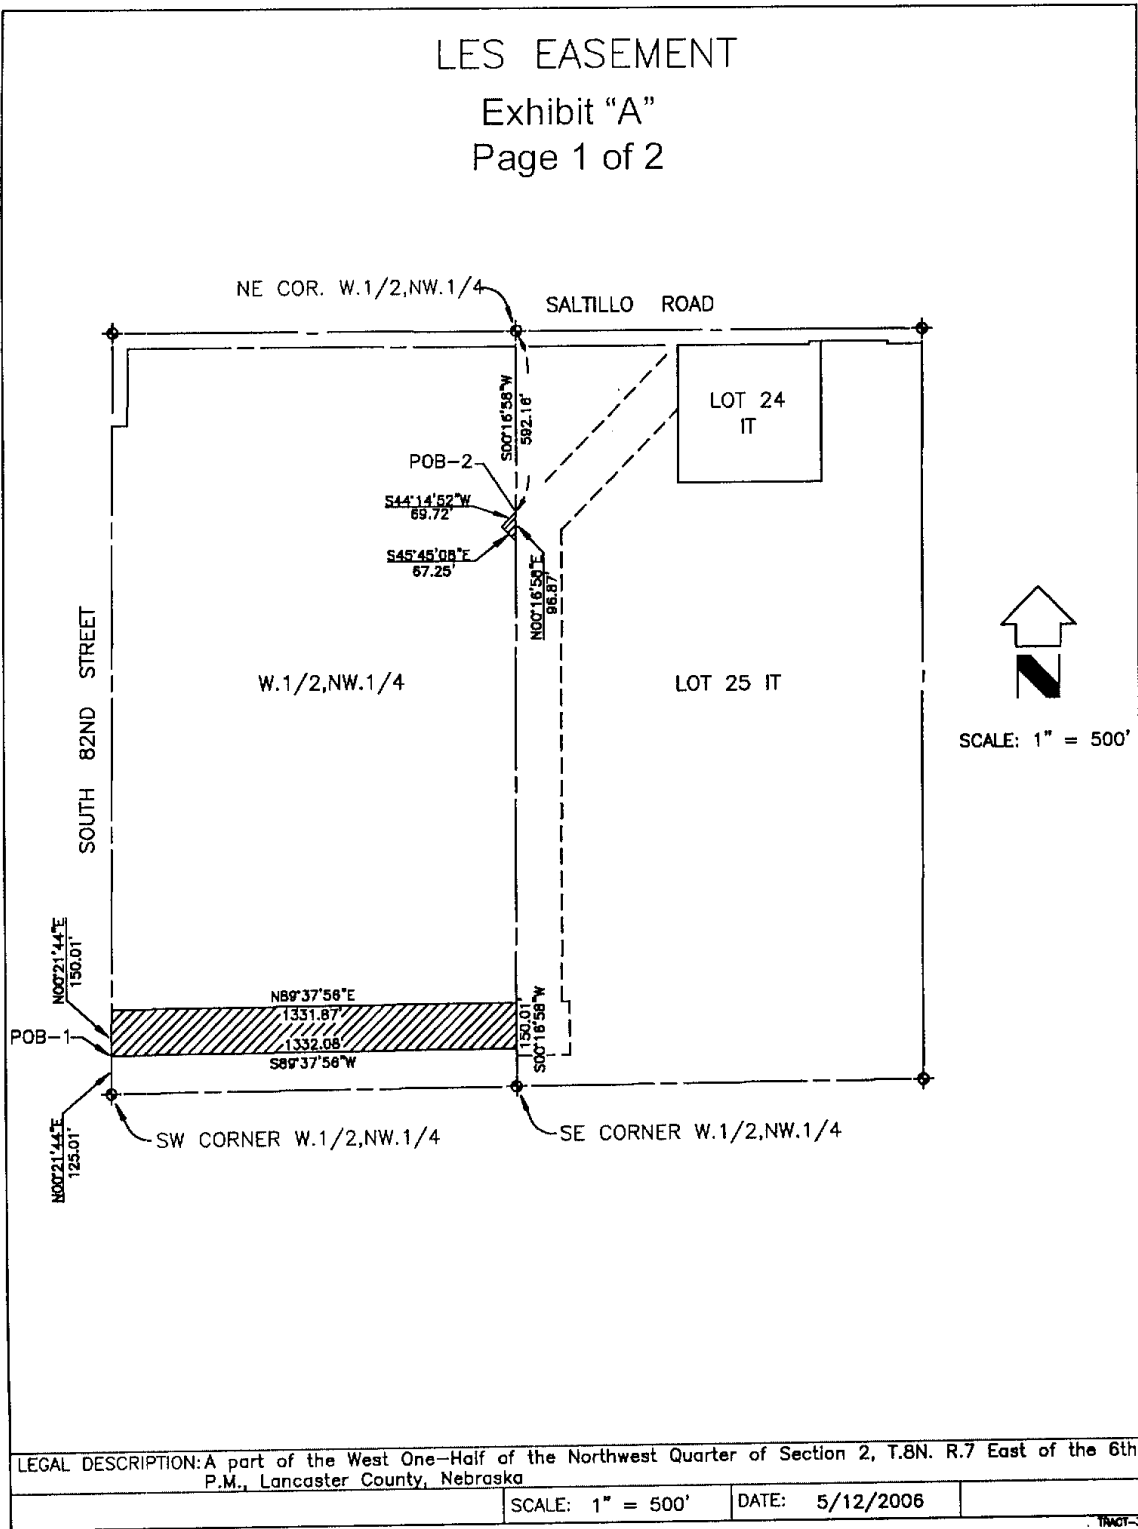 LES EASEMENT
Exhibit “A”
Page 1 of 2
NE COR. W.1/2,NW.1/4
SALTILLO ROAD
S00°16'58"W
592.16'
LOT 24
IT
POB-2
S44°14'52"W
69.72'
S45°45'08"E
67.25'
N00°16'58"E
96.87'
SOUTH 82ND STREET
W.1/2,NW.1/4
LOT 25 IT
N
SCALE: 1" = 500'
N00°21'44"E
150.01'
N89°37'56"E
1331.87'
1332.08'
S89°37'56"W
150.01'
S00°16'58"W
POB-1
N00°21'44"E
125.01'
SW CORNER W.1/2,NW.1/4
SE CORNER W.1/2,NW.1/4
LEGAL DESCRIPTION: A part of the West One-Half of the Northwest Quarter of Section 2, T.8N. R.7 East of the 6th
P.M., Lancaster County, Nebraska
SCALE: 1" = 500'
DATE: 5/12/2006